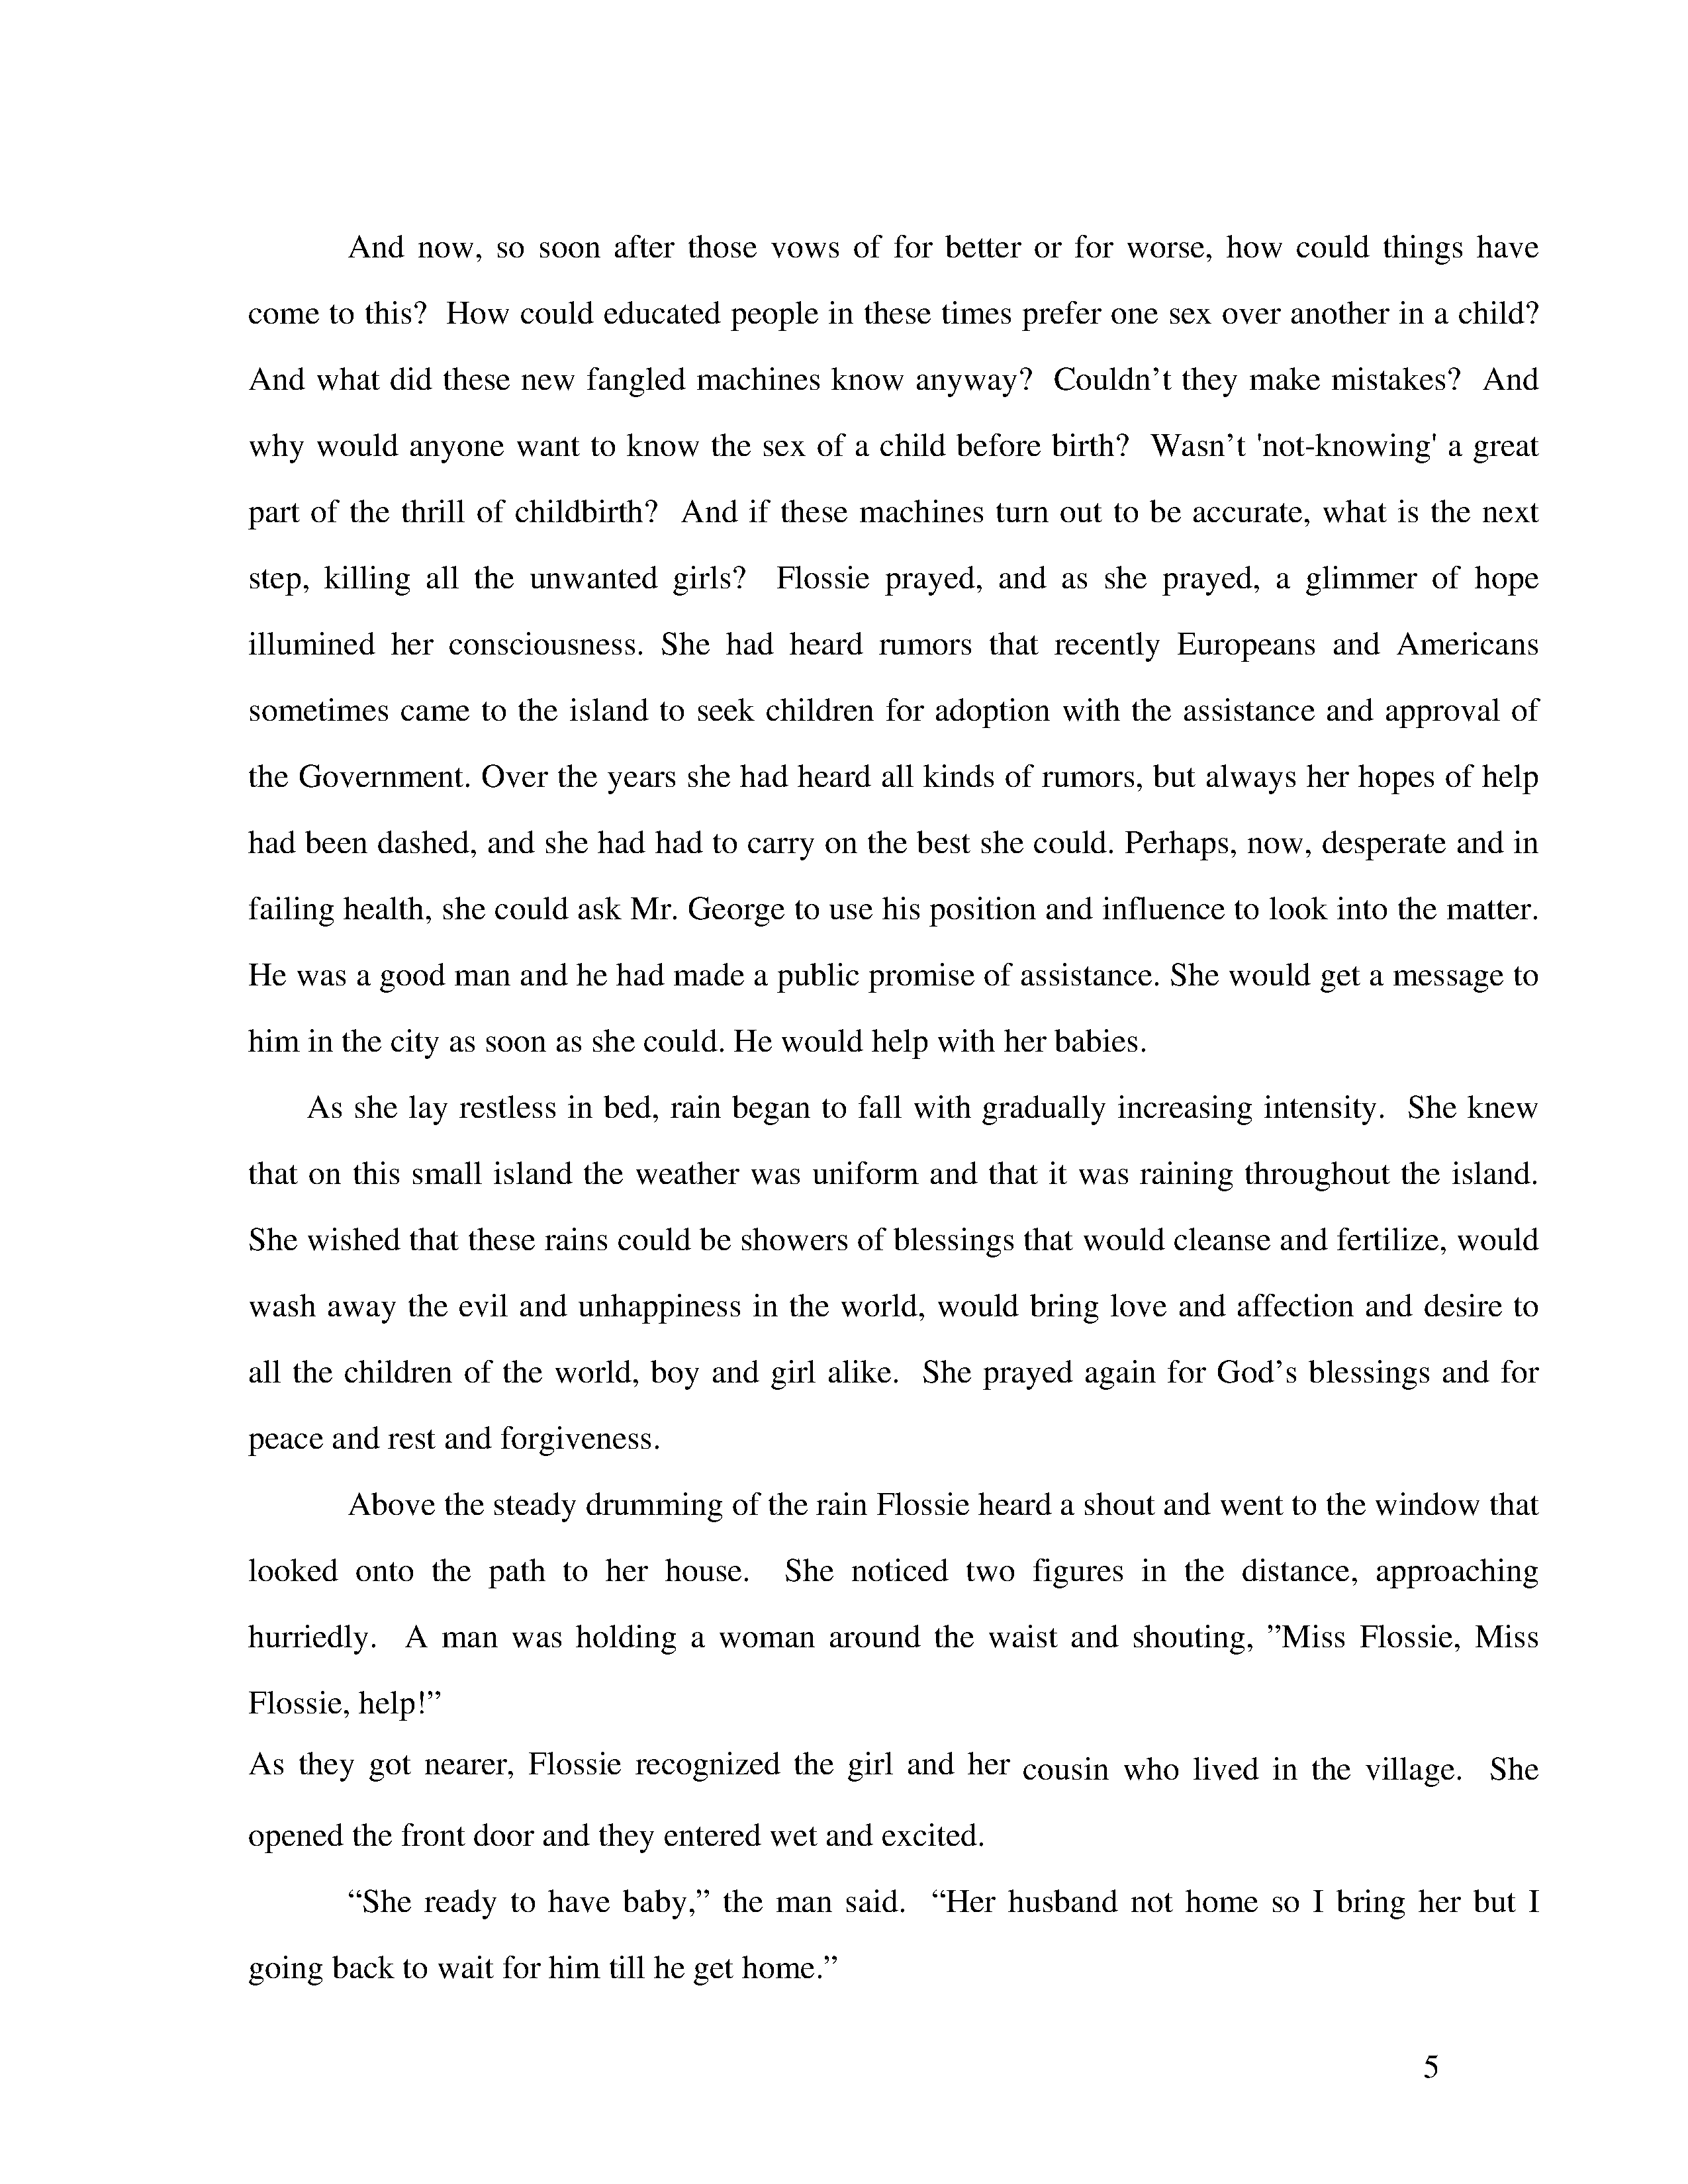 And now, so soon after those vows of for better or for worse, how could things have
come to this?  How could educated people in these times prefer one sex over another in a child?
And what did these new fangled machines know anyway?  Couldn’t they make mistakes?  And
why would anyone want to know the sex of a child before birth?  Wasn’t 'not-knowing' a great
part of the thrill of childbirth?  And if these machines turn out to be accurate, what is the next
step, killing all the unwanted girls?  Flossie prayed, and as she prayed, a glimmer of hope
illumined her consciousness. She had heard rumors that recently Europeans and Americans
sometimes came to the island to seek children for adoption with the assistance and approval of
the Government. Over the years she had heard all kinds of rumors, but always her hopes of help
had been dashed, and she had had to carry on the best she could. Perhaps, now, desperate and in
failing health, she could ask Mr. George to use his position and influence to look into the matter.
He was a good man and he had made a public promise of assistance. She would get a message to
him in the city as soon as she could. He would help with her babies.
As she lay restless in bed, rain began to fall with gradually increasing intensity.  She knew
that on this small island the weather was uniform and that it was raining throughout the island.
She wished that these rains could be showers of blessings that would cleanse and fertilize, would
wash away the evil and unhappiness in the world, would bring love and affection and desire to
all the children of the world, boy and girl alike.  She prayed again for God’s blessings and for
peace and rest and forgiveness.
Above the steady drumming of the rain Flossie heard a shout and went to the window that
looked onto the path to her house.  She noticed two figures in the distance, approaching
hurriedly.  A man was holding a woman around the waist and shouting, ”Miss Flossie, Miss
Flossie, help!”
As they got nearer, Flossie recognized the girl and her cousin who lived in the village.  She
opened the front door and they entered wet and excited.
“She ready to have baby,” the man said.  “Her husband not home so I bring her but I
going back to wait for him till he get home.”
5